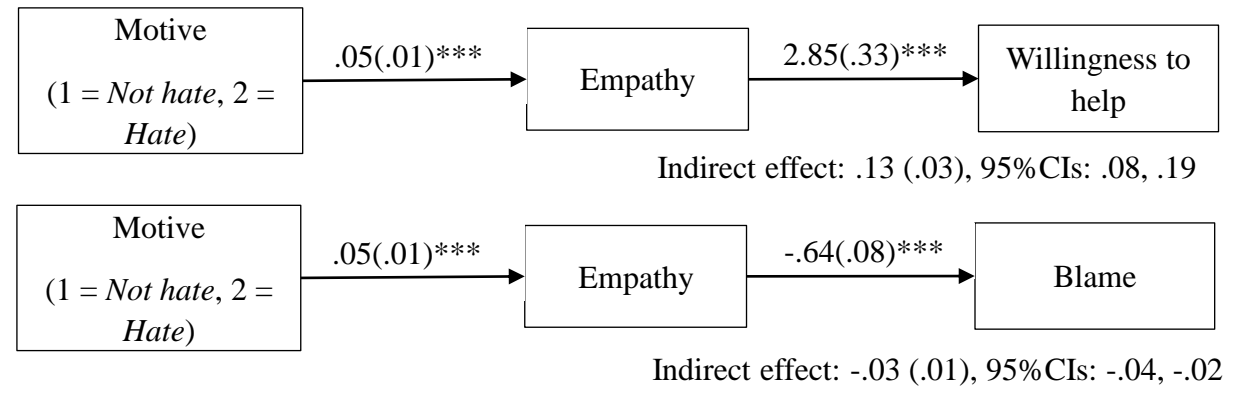 Motive
(1 = Not hate, 2 =
Hate)
.05(.01)***
Empathy
2.85(.33)***
Willingness to
help
Indirect effect: .13 (.03), 95%CIs: .08, .19
Motive
(1 = Not hate, 2 =
Hate)
.05(.01)***
Empathy
-.64(.08)***
Blame
Indirect effect: -.03 (.01), 95%CIs: -.04, -.02